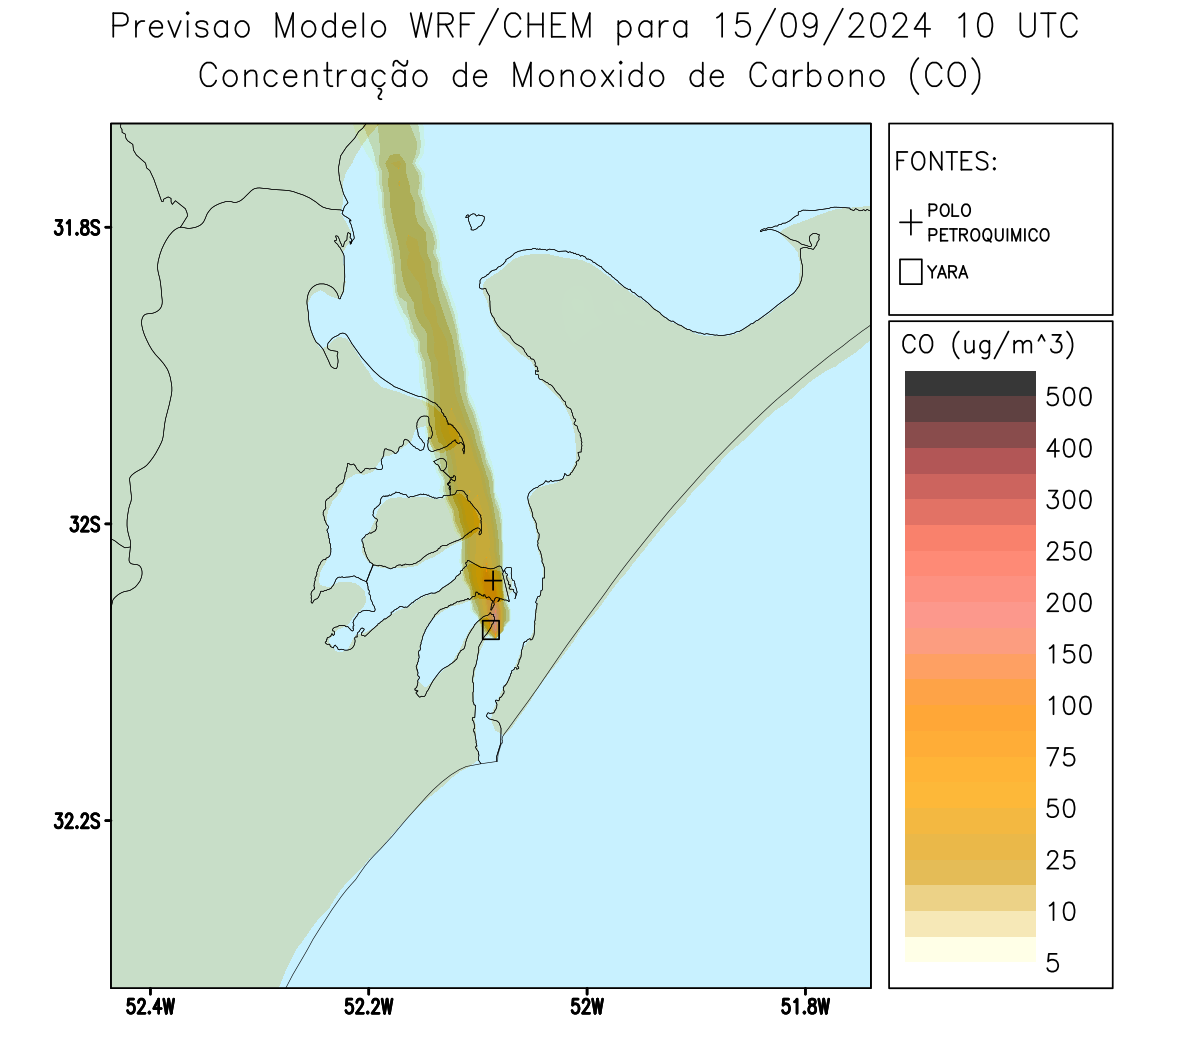 Previsao Modelo WRF/CHEM para 15/09/2024 10 UTC
Concentração de Monoxido de Carbono (CO)
FONTES:
POLO
PETROQUIMICO
YARA
31.8S
32S
32.2S
52.4W
52.2W
52W
51.8W
CO (ug/m^3)
500
400
300
250
200
150
100
75
50
25
10
5